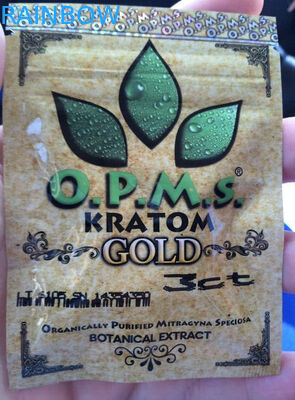 RAINBOW
O.P.M.s.®
KRATOM
GOLD
3ct
ORGANICALLY PURIFIED MITRAGYNA SPECIOSA
BOTANICAL EXTRACT